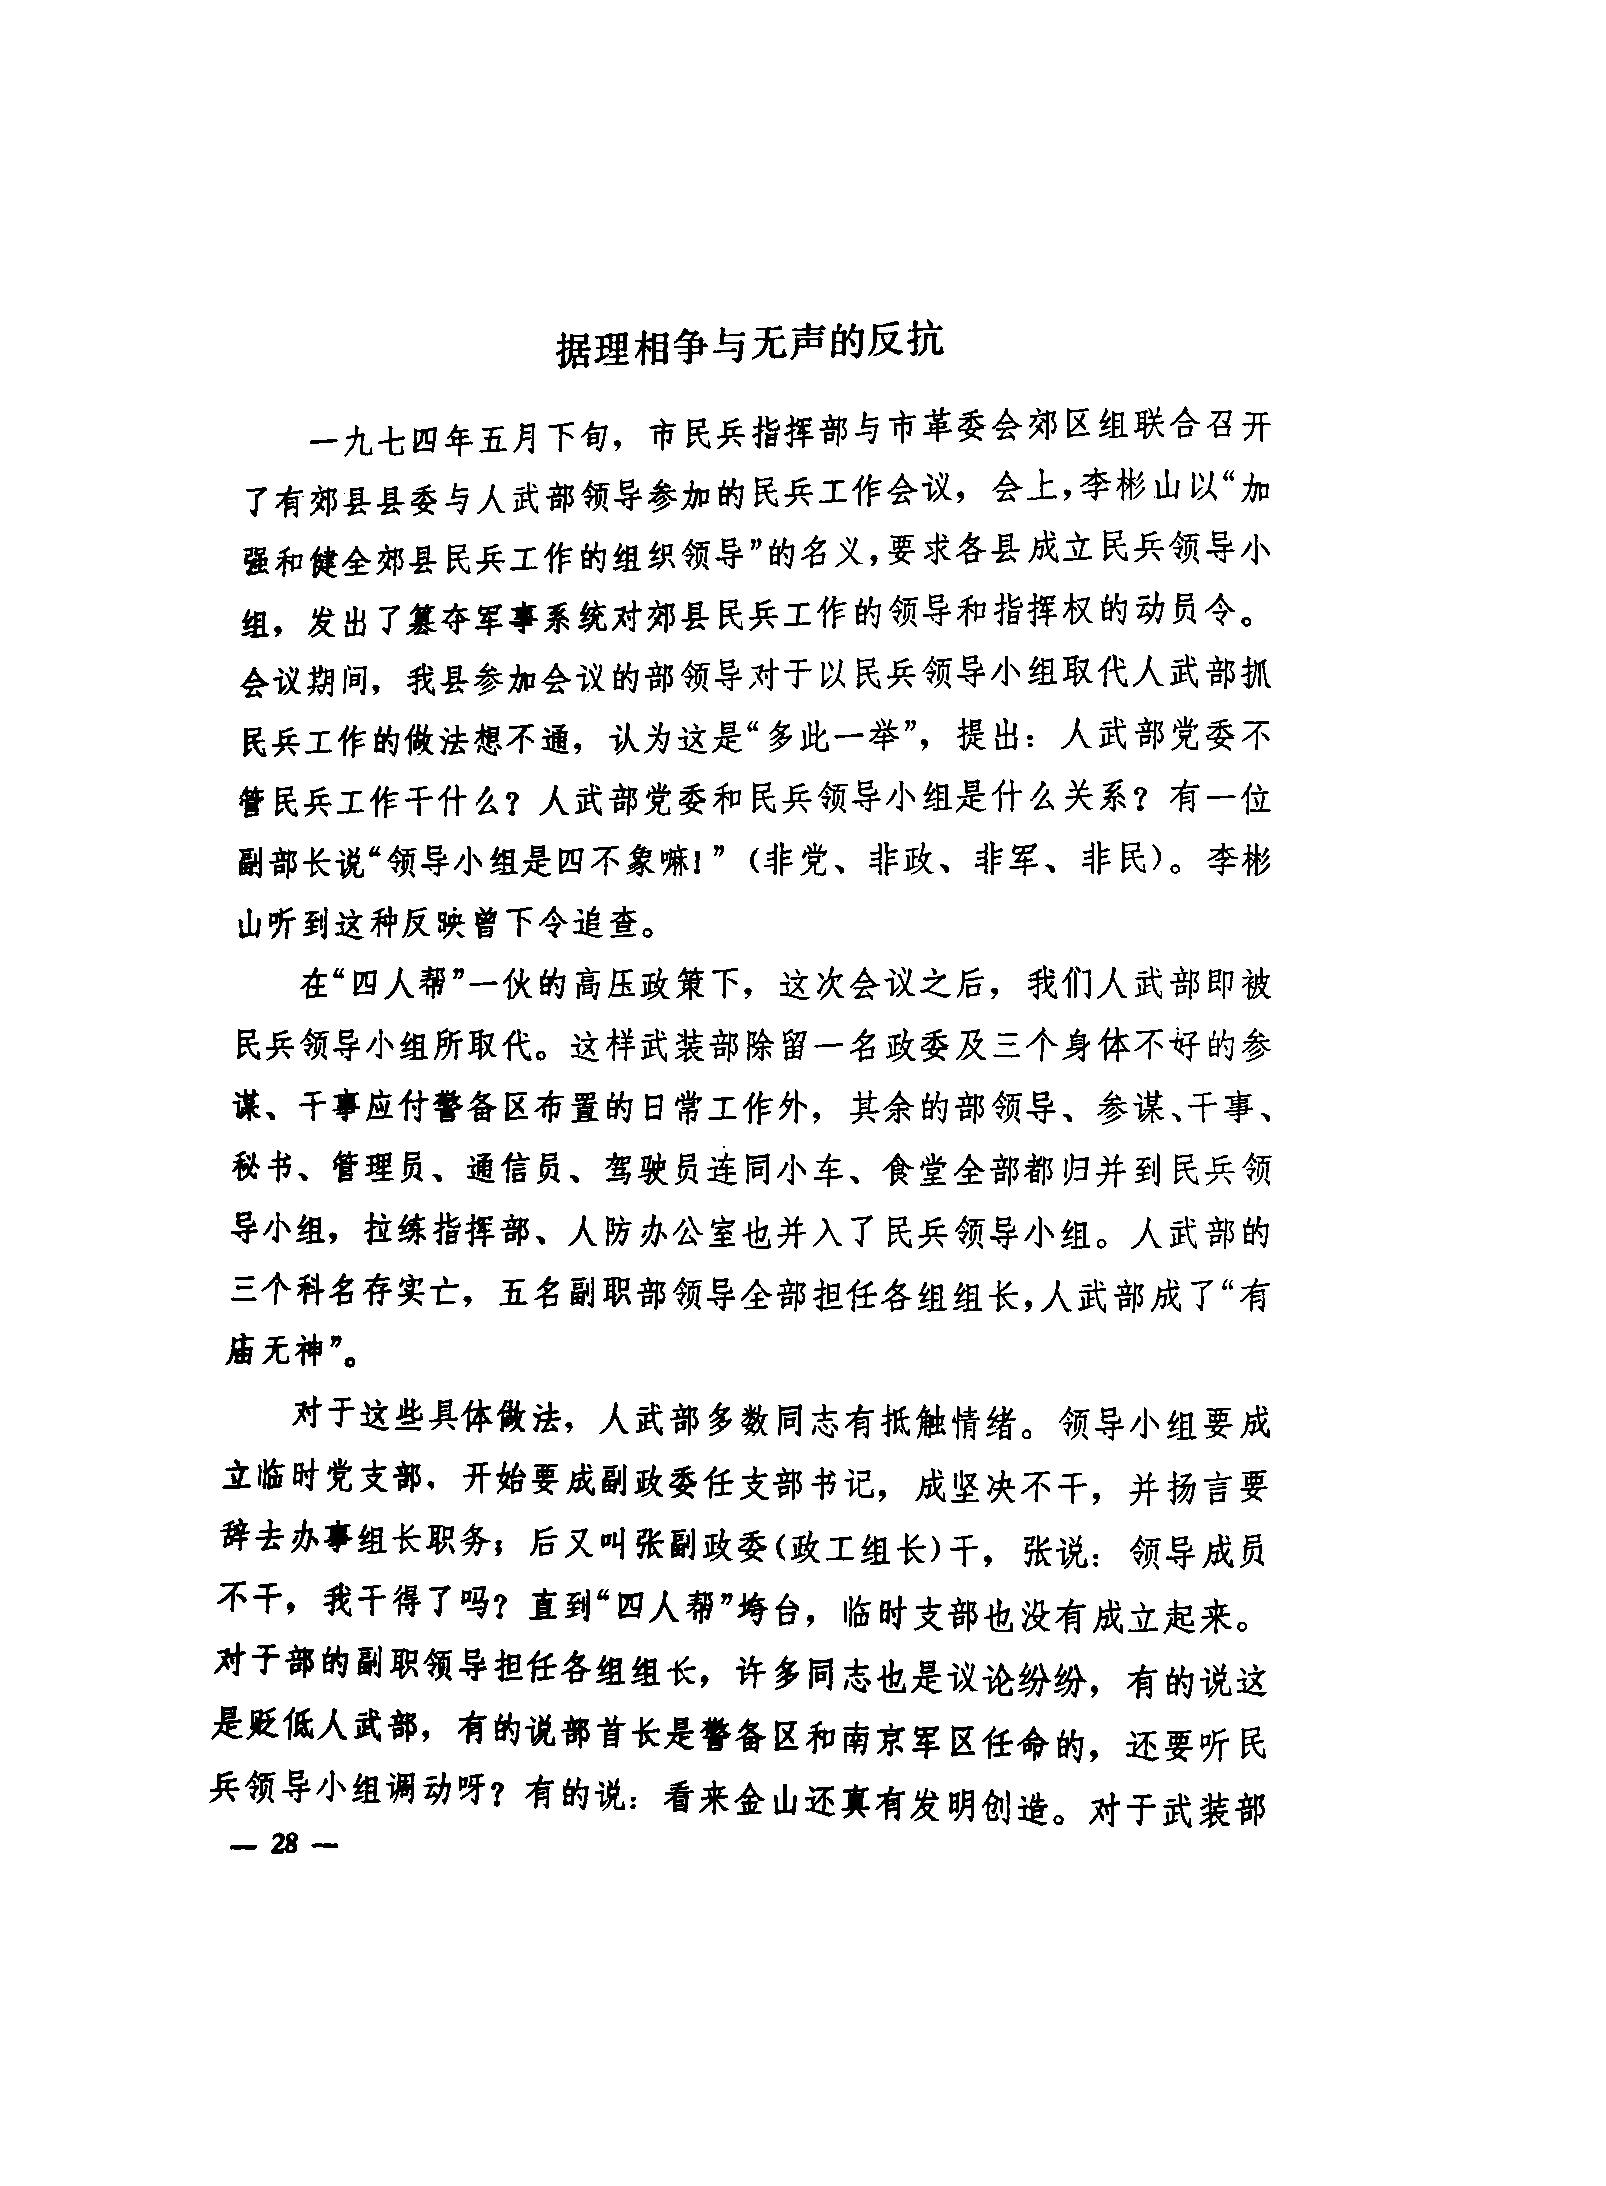 据理相争与无声的反抗
一九七四年五月下旬，市民兵指挥部与市革委会郊区组联合召开
了有郊县县委与人武部领导参加的民兵工作会议，会上，李彬山以“加
强和健全郊县民兵工作的组织领导”的名义，要求各县成立民兵领导小
组，发出了篡夺军事系统对郊县民兵工作的领导和指挥权的动员令。
会议期间，我县参加会议的部领导对于以民兵领导小组取代人武部抓
民兵工作的做法想不通，认为这是“多此一举”，提出：人武部党委不
管民兵工作干什么？人武部党委和民兵领导小组是什么关系？有一位
副部长说“领导小组是四不象嘛！”（非党、非政、非军、非民）。李彬
山听到这种反映曾下令追查。
在“四人帮”一伙的高压政策下，这次会议之后，我们人武部即被
民兵领导小组所取代。这样武装部除留一名政委及三个身体不好的参
谋、干事应付警备区布置的日常工作外，其余的部领导、参谋、干事、
秘书、管理员、通信员、驾驶员连同小车、食堂全部都归并到民兵领
导小组，拉练指挥部、人防办公室也并入了民兵领导小组。人武部的
三个科名存实亡，五名副职部领导全部担任各组组长，人武部成了“有
庙无神”。
对于这些具体做法，人武部多数同志有抵触情绪。领导小组要成
立临时党支部，开始要成副政委任支部书记，成坚决不干，并扬言要
辞去办事组长职务；后又叫张副政委（政工组长）干，张说：领导成员
不干，我干得了吗？直到“四人帮”垮台，临时支部也没有成立起来。
对于部的副职领导担任各组组长，许多同志也是议论纷纷，有的说这
是贬低人武部，有的说部首长是警备区和南京军区任命的，还要听民
兵领导小组调动呀？有的说：看来金山还真有发明创造。对于武装部
— 28 —